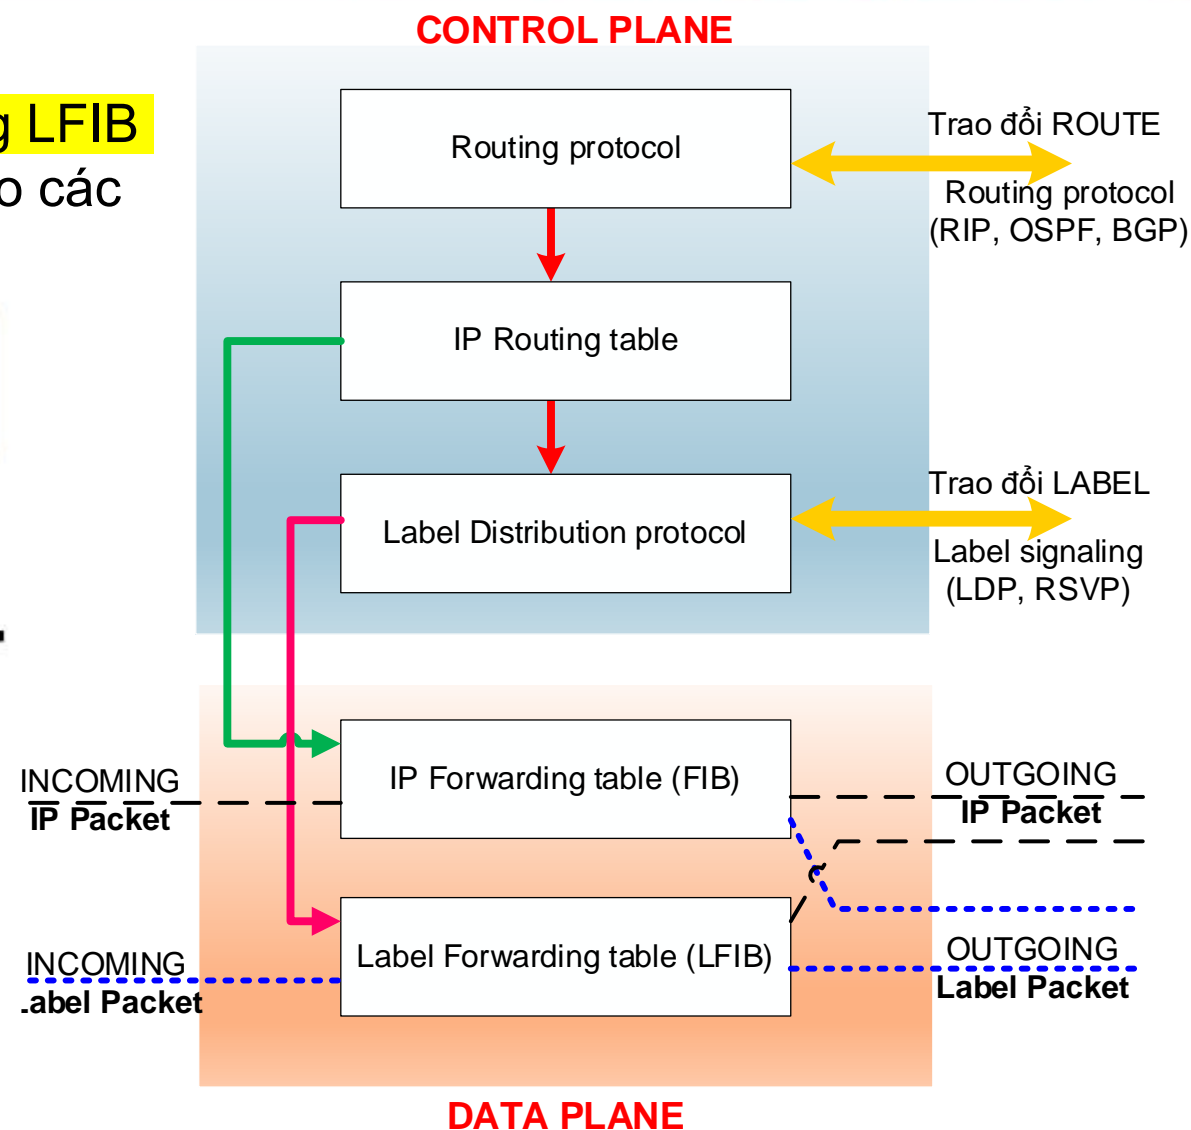 CONTROL PLANE
LFIB
các
Routing protocol
Trao đổi ROUTE
Routing protocol
(RIP, OSPF, BGP)
IP Routing table
Label Distribution protocol
Trao đổi LABEL
Label signaling
(LDP, RSVP)
INCOMING
IP Packet
IP Forwarding table (FIB)
OUTGOING
IP Packet
INCOMING
abel Packet
Label Forwarding table (LFIB)
OUTGOING
Label Packet
DATA PLANE